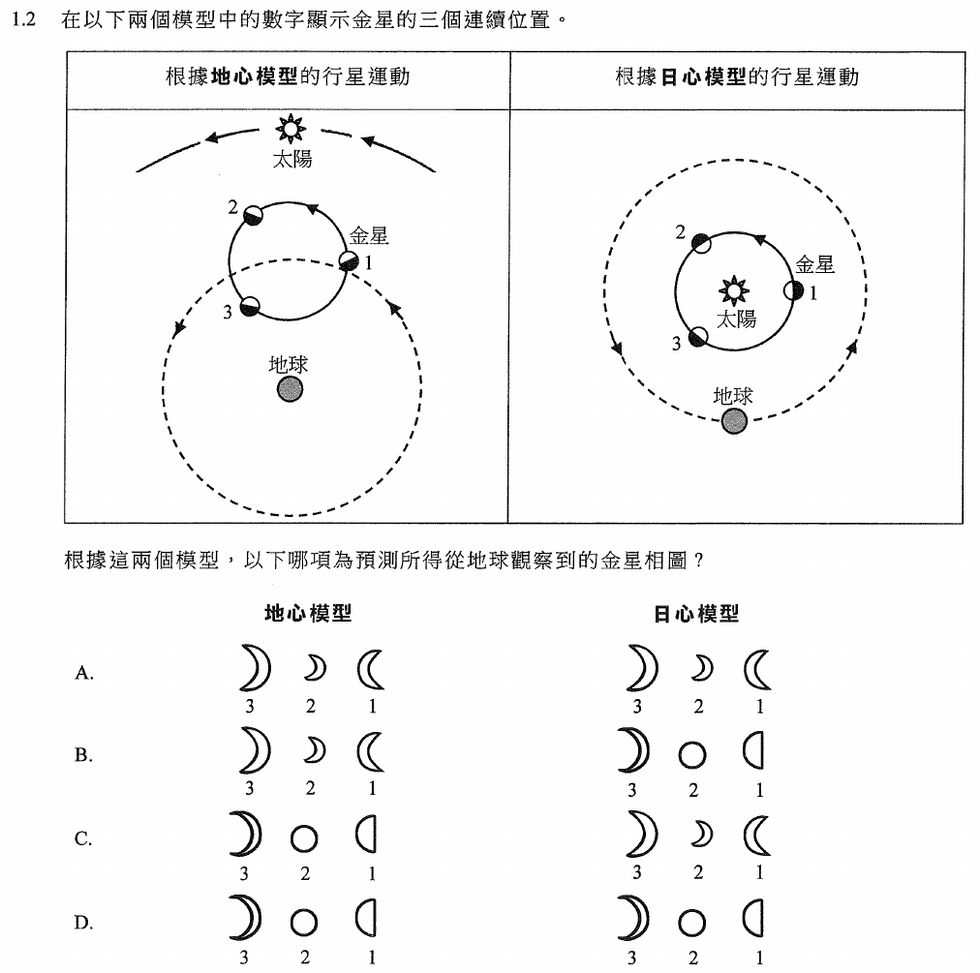 1.2 在以下兩個模型中的數字顯示金星的三個連續位置。
根據地心模型的行星運動
根據日心模型的行星運動
太陽
2
金星
1
3
地球
2
金星
1
太陽
3
地球
根據這兩個模型，以下哪項為預測所得從地球觀察到的金星相圖？
地心模型 日心模型
A.
3 2 1 3 2 1
B.
3 2 1 3 2 1
C.
3 2 1 3 2 1
D.
3 2 1 3 2 1